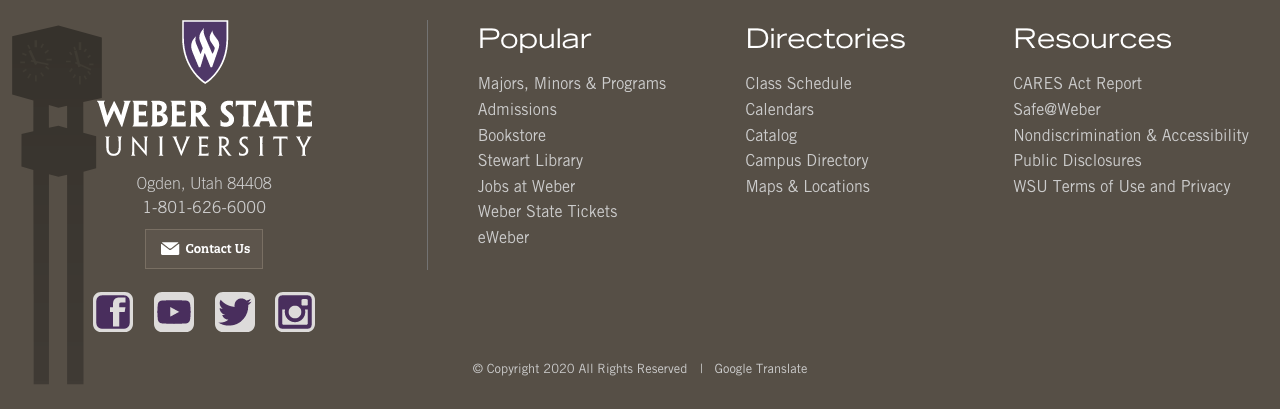 W
WEBER STATE
UNIVERSITY
Ogden, Utah 84408
1-801-626-6000
Contact Us
Popular
Majors, Minors & Programs
Admissions
Bookstore
Stewart Library
Jobs at Weber
Weber State Tickets
eWeber
Directories
Class Schedule
Calendars
Catalog
Campus Directory
Maps & Locations
Resources
CARES Act Report
Safe@Weber
Nondiscrimination & Accessibility
Public Disclosures
WSU Terms of Use and Privacy
© Copyright 2020 All Rights Reserved | Google Translate